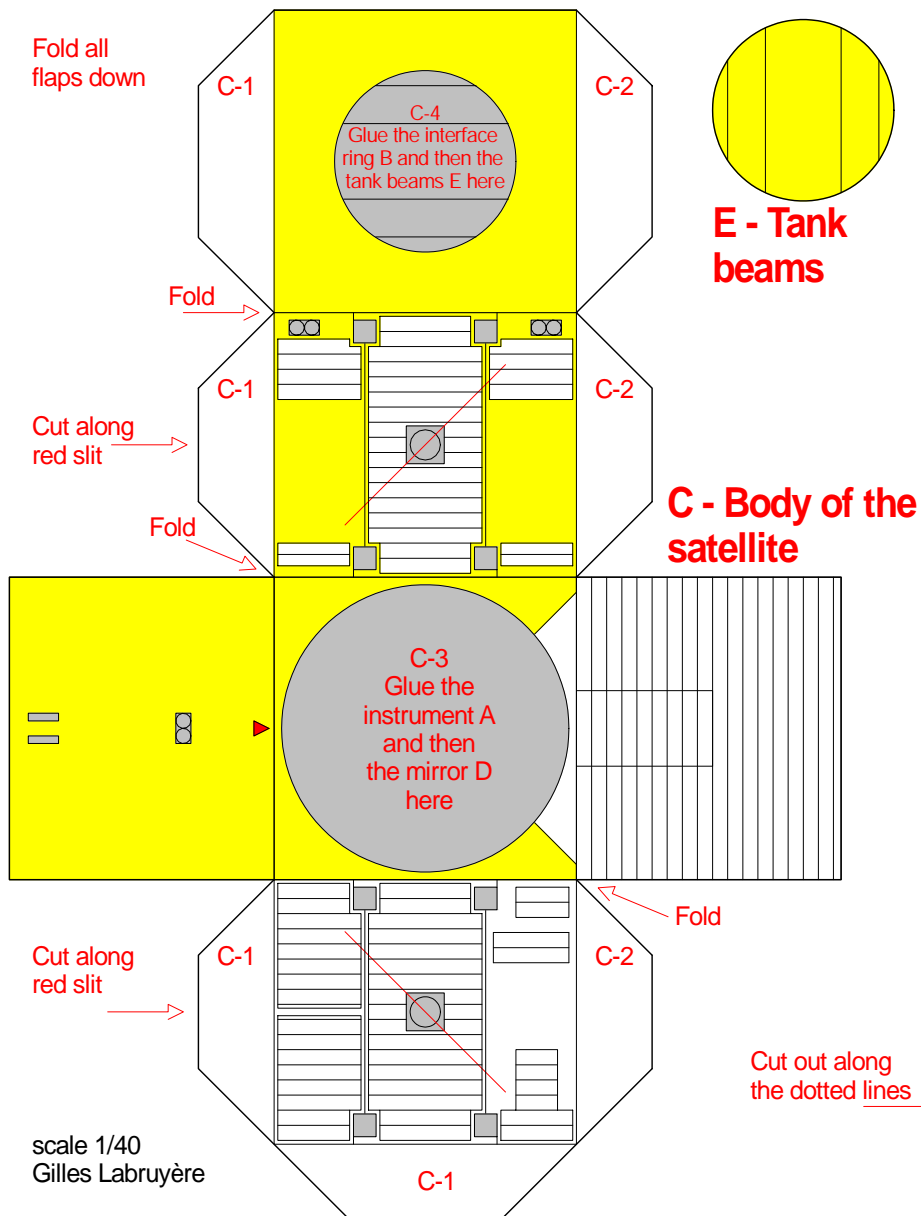 Fold all
flaps down
C-1
C-2
C-4
Glue the interface
ring B and then the
tank beams E here
E - Tank
beams
Fold
C-1
C-2
Cut along
red slit
C - Body of the
satellite
Fold
C-3
Glue the
instrument A
and then
the mirror D
here
Fold
C-1
C-2
Cut along
red slit
Cut out along
the dotted lines
scale 1/40
Gilles Labruyère
C-1